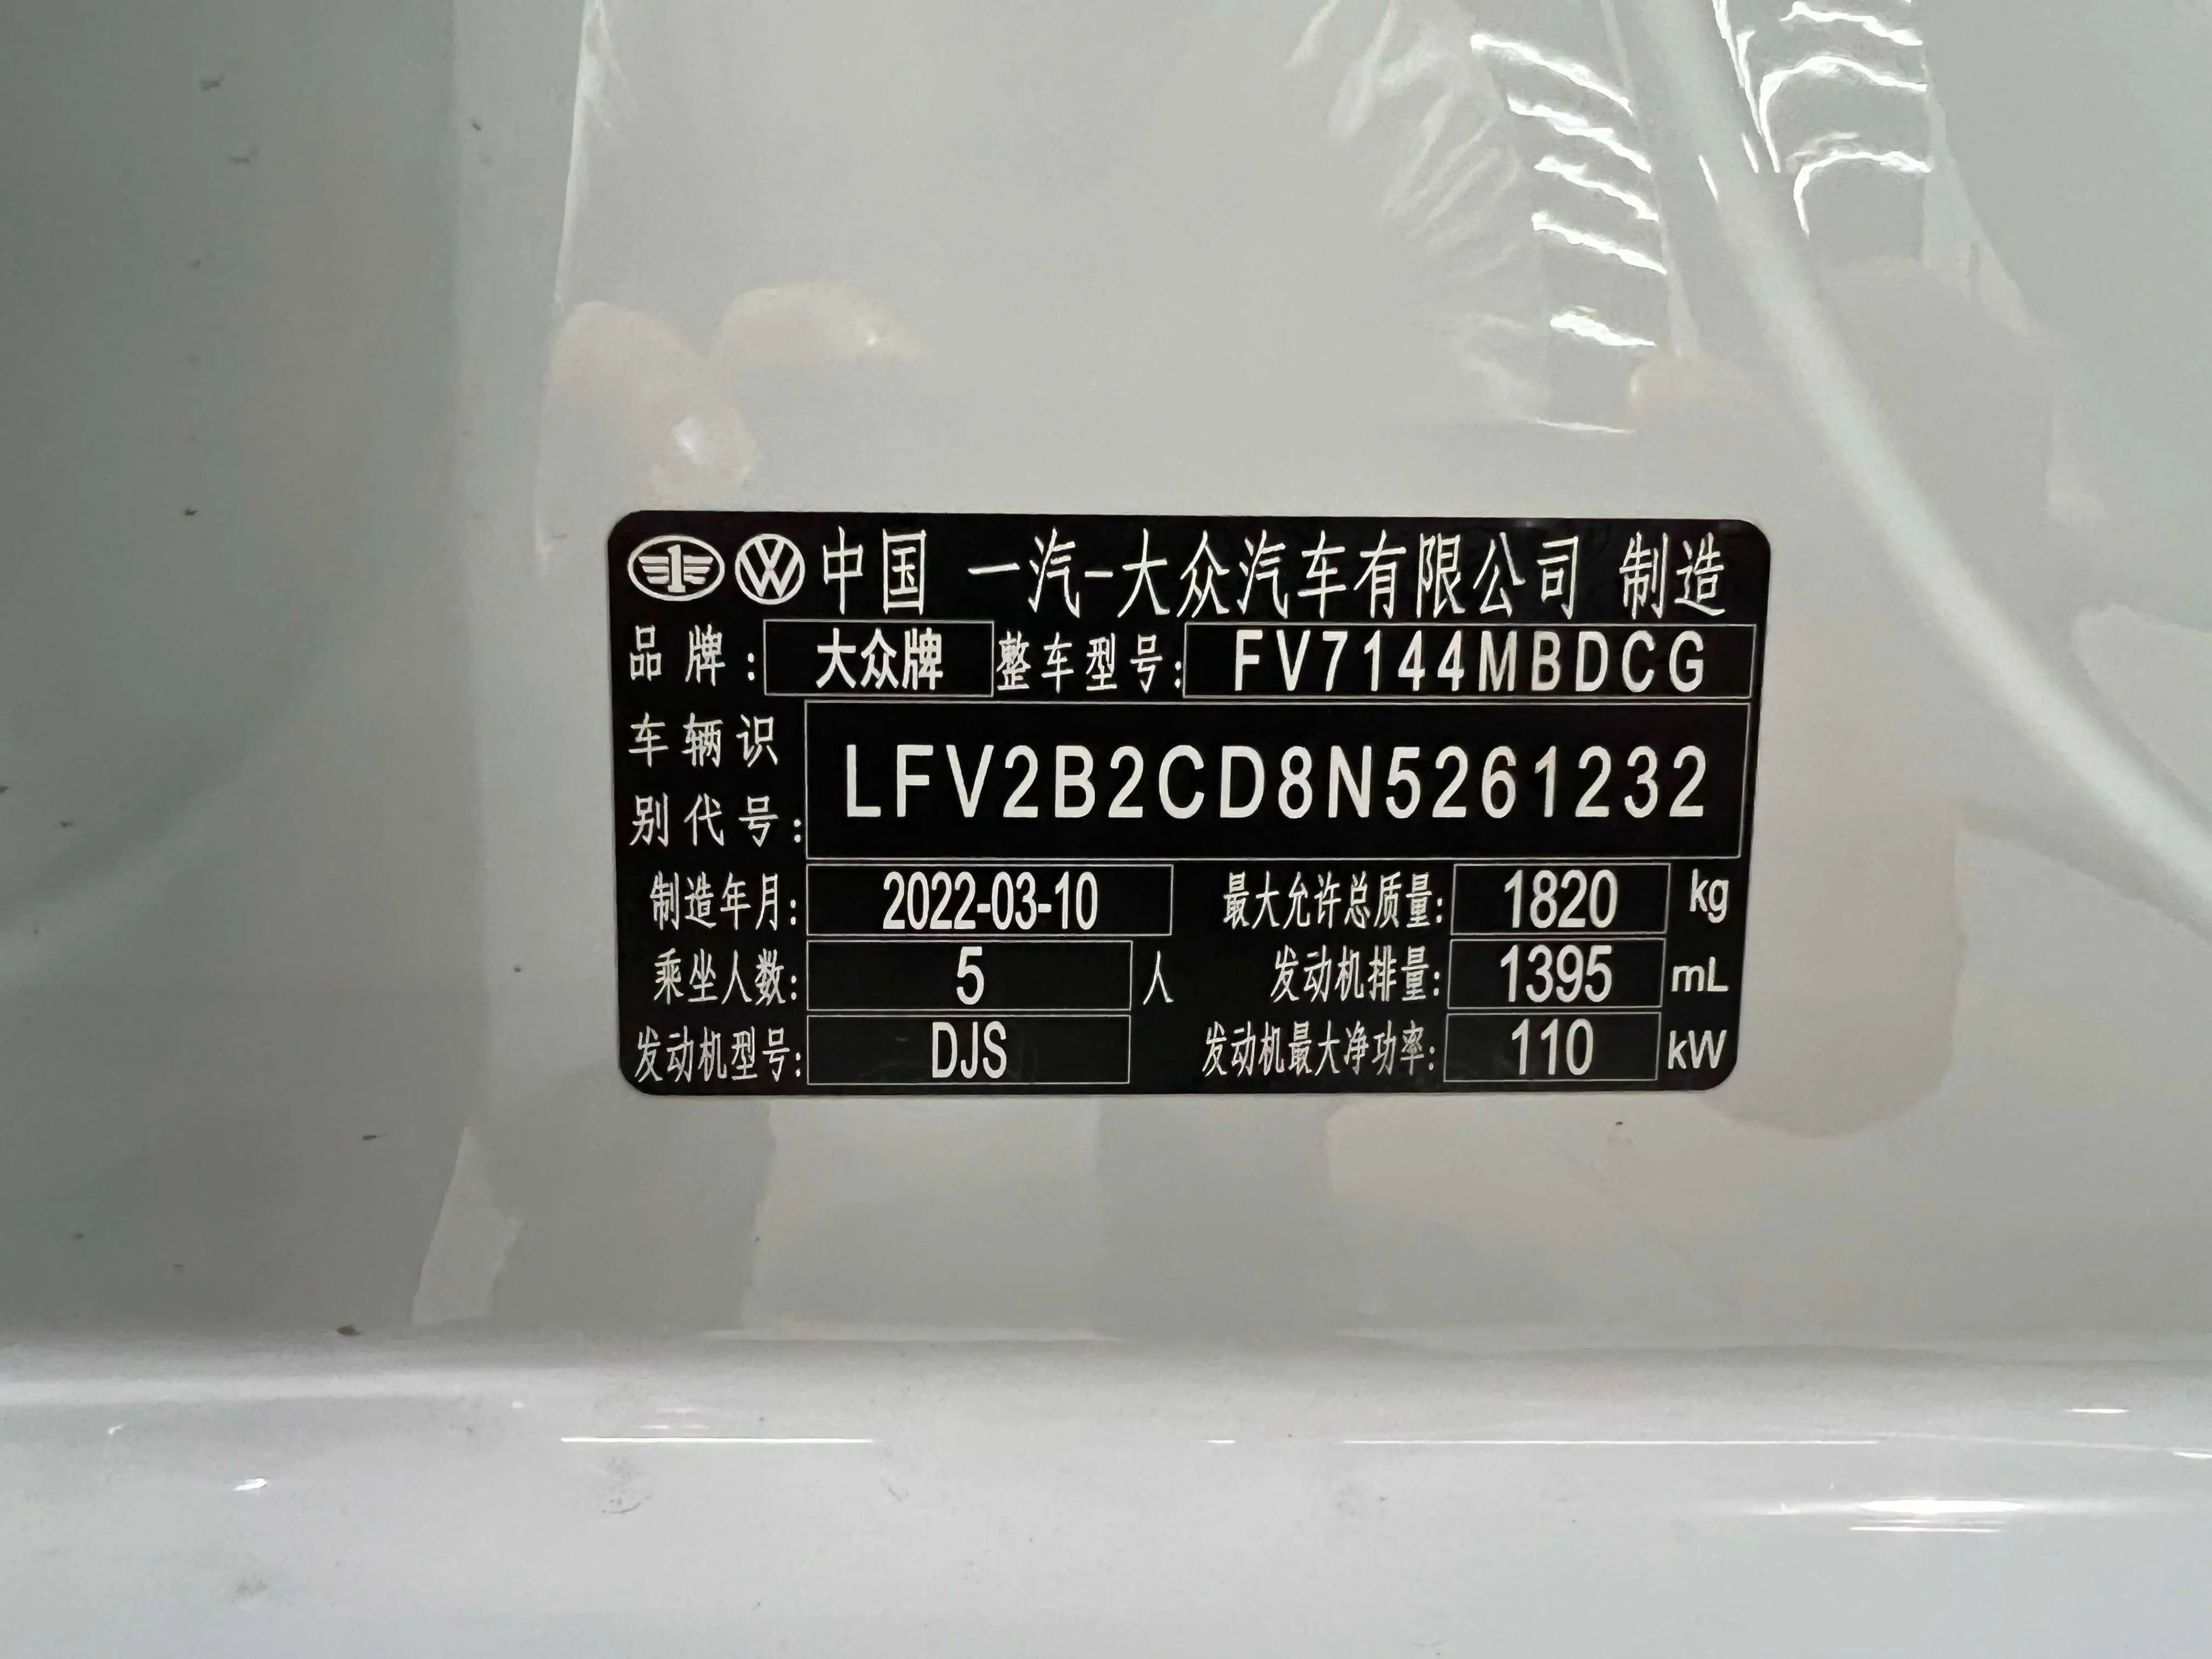 中国 一汽-大众汽车有限公司 制造
品牌: 大众牌 整车型号: FV7144MBDCG
车辆识别代号: LFV2B2CD8N5261232
制造年月: 2022-03-10 最大允许总质量: 1820 kg
乘坐人数: 5 人 发动机排量: 1395 mL
发动机型号: DJS 发动机最大净功率: 110 kW